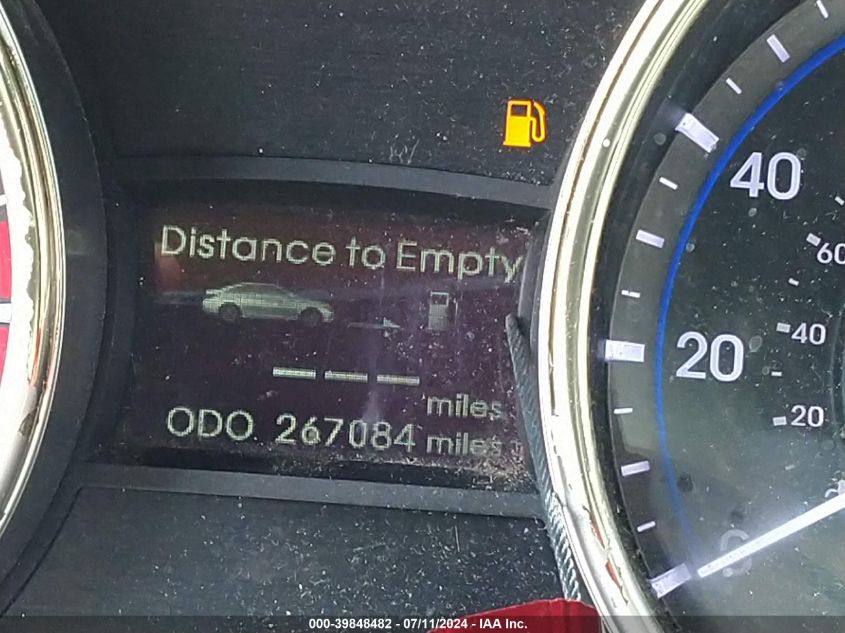 Distance to Empty
--- miles
ODO 267084 miles
40
60
20
40
20
000-39848482 - 07/11/2024 - IAA Inc.